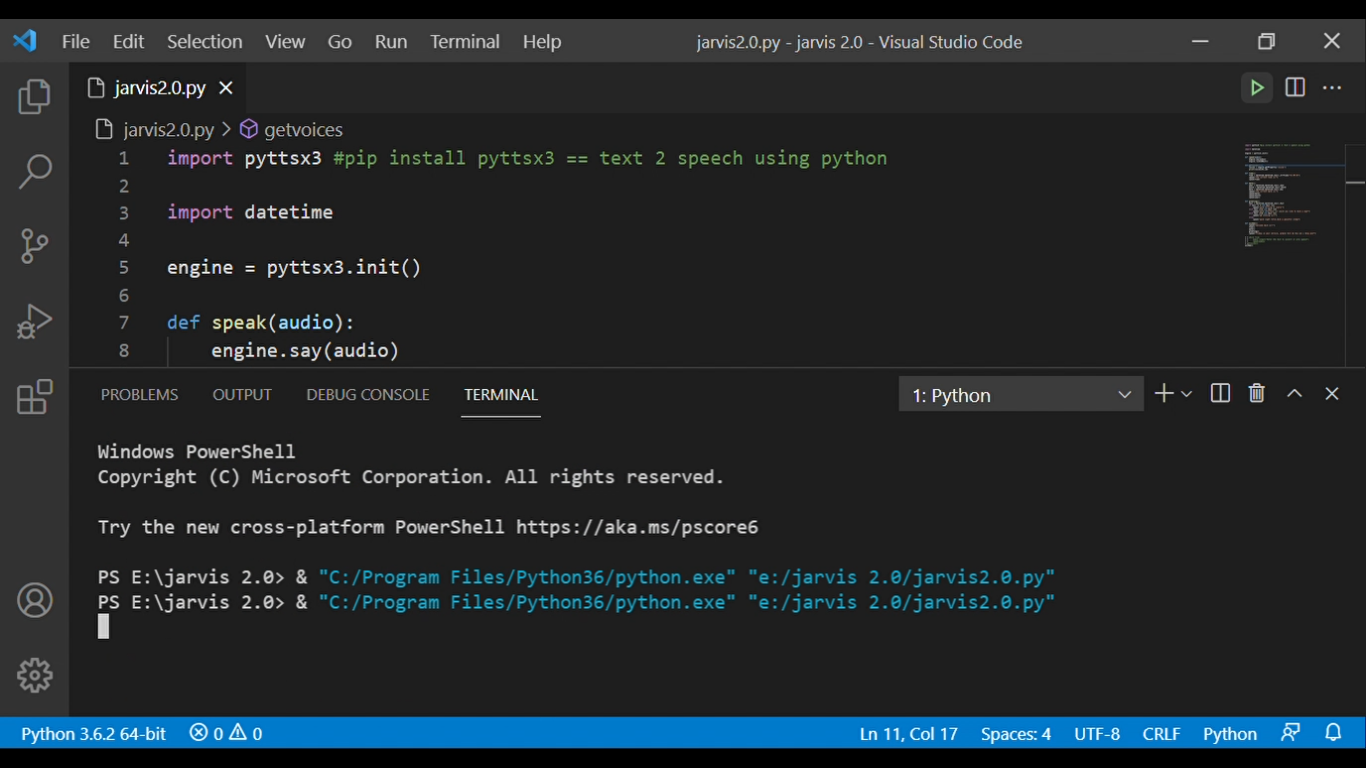 File Edit Selection View Go Run Terminal Help jarvis2.0.py - jarvis 2.0 - Visual Studio Code
jarvis2.0.py
jarvis2.0.py > getvoices
1 import pyttsx3 #pip install pyttsx3 == text 2 speech using python
2
3 import datetime
4
5 engine = pyttsx3.init()
6
7 def speak(audio):
8 engine.say(audio)
PROBLEMS OUTPUT DEBUG CONSOLE TERMINAL 1: Python
Windows PowerShell
Copyright (C) Microsoft Corporation. All rights reserved.
Try the new cross-platform PowerShell https://aka.ms/pscore6
PS E:\jarvis 2.0> & "C:/Program Files/Python36/python.exe" "e:/jarvis 2.0/jarvis2.0.py"
PS E:\jarvis 2.0> & "C:/Program Files/Python36/python.exe" "e:/jarvis 2.0/jarvis2.0.py"
Python 3.6.2 64-bit 0 0 Ln 11, Col 17 Spaces: 4 UTF-8 CRLF Python